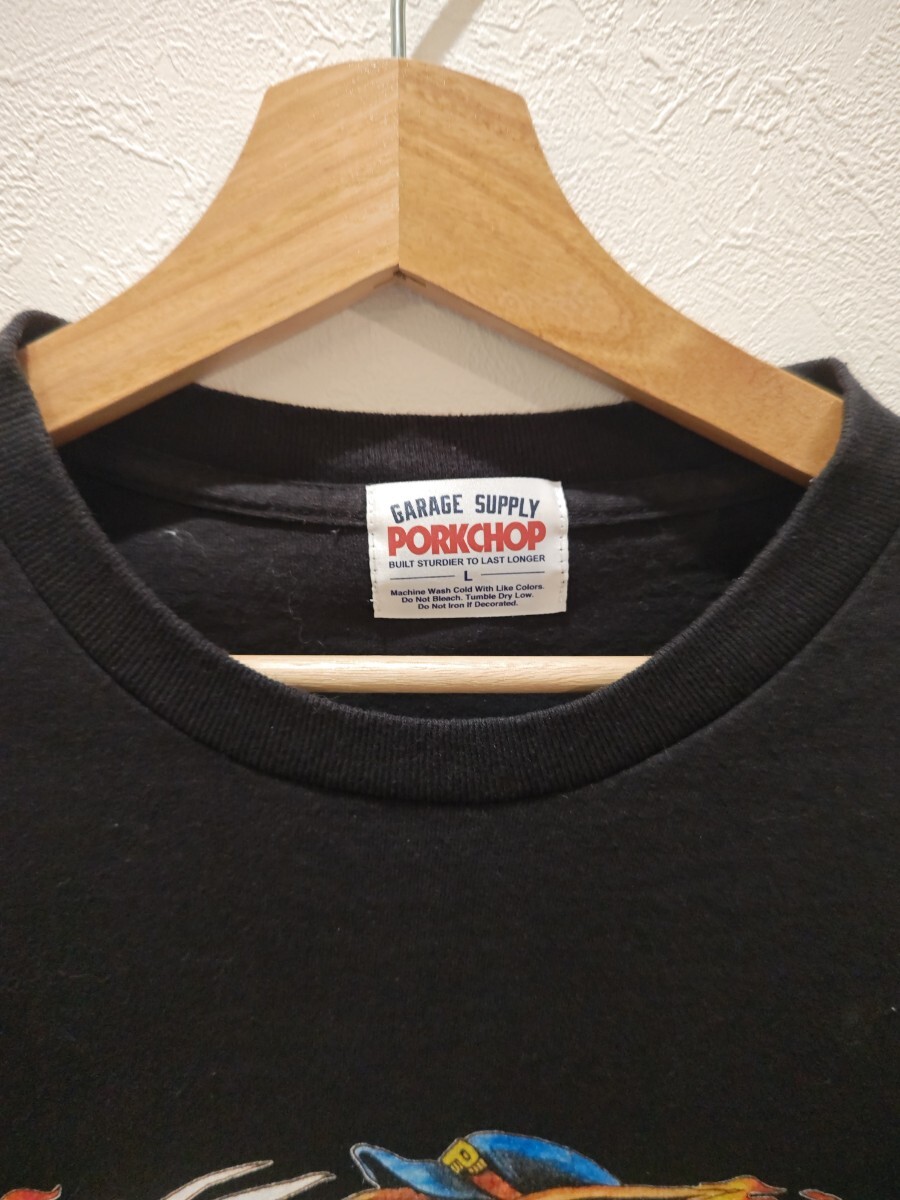 GARAGE SUPPLY
PORKCHOP
BUILT STURDIER TO LAST LONGER
L
Machine Wash Cold With Like Colors.
Do Not Bleach. Tumble Dry Low.
Do Not Iron If Decorated.